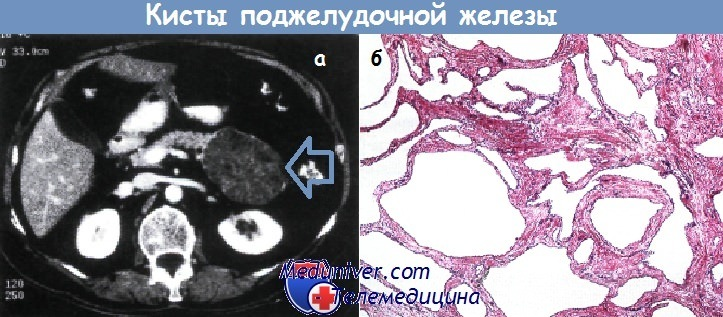 Кисты поджелудочной железы
а
б
33.0cm
120
250
MedUniver.com
Телемедицина